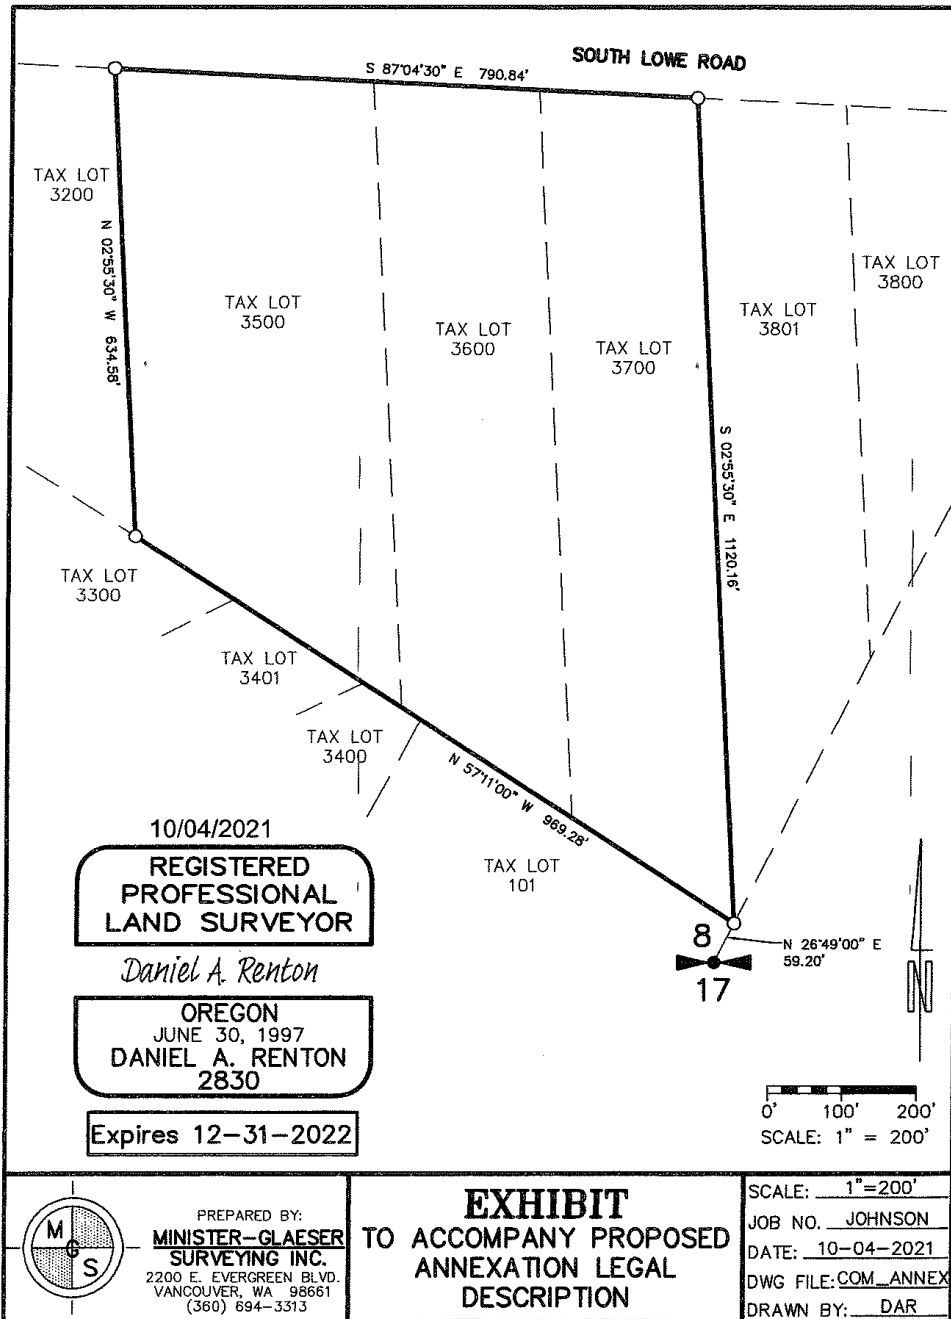 SOUTH LOWE ROAD
S 87°04'30" E 790.84'
TAX LOT
3200
N 02°55'30" W 634.58'
TAX LOT
3500
TAX LOT
3600
TAX LOT
3700
TAX LOT
3801
TAX LOT
3800
S 02°55'30" E 1120.16'
TAX LOT
3300
TAX LOT
3401
TAX LOT
3400
N 57°11'00" W 969.28'
TAX LOT
101
8
17
N 26°49'00" E
59.20'
N
10/04/2021
REGISTERED
PROFESSIONAL
LAND SURVEYOR
Daniel A. Renton
OREGON
JUNE 30, 1997
DANIEL A. RENTON
2830
Expires 12-31-2022
0' 100' 200'
SCALE: 1" = 200'
M G S
PREPARED BY:
MINISTER-GLAESER
SURVEYING INC.
2200 E. EVERGREEN BLVD.
VANCOUVER, WA 98661
(360) 694-3313
EXHIBIT
TO ACCOMPANY PROPOSED
ANNEXATION LEGAL
DESCRIPTION
SCALE: 1"=200'
JOB NO. JOHNSON
DATE: 10-04-2021
DWG FILE: COM_ANNEX
DRAWN BY: DAR